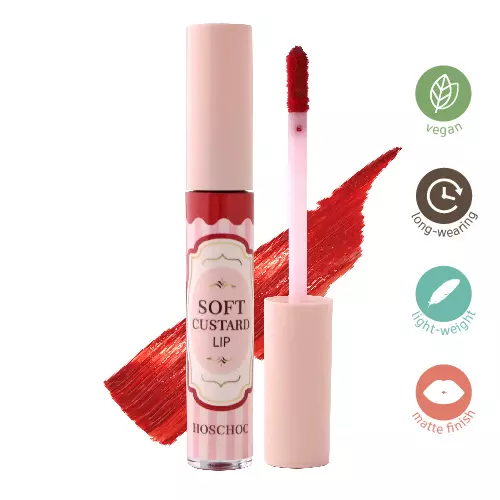 SOFT
CUSTARD
LIP
HOSCHOC
vegan
long-wearing
light-weight
matte finish